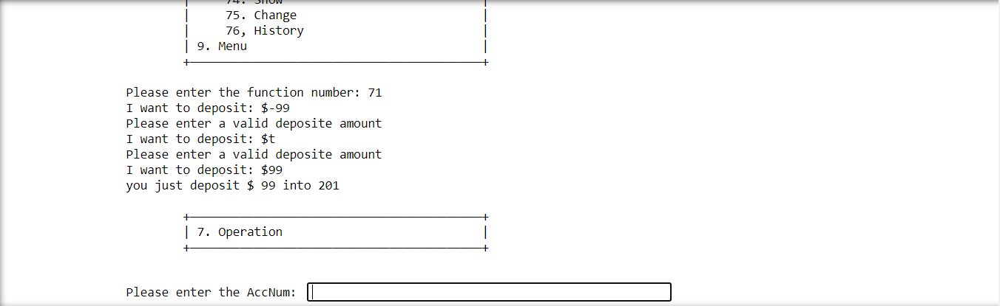 74. Show
75. Change
76, History
9. Menu
Please enter the function number: 71
I want to deposit: $-99
Please enter a valid deposite amount
I want to deposit: $t
Please enter a valid deposite amount
I want to deposit: $99
you just deposit $ 99 into 201
7. Operation
Please enter the AccNum: